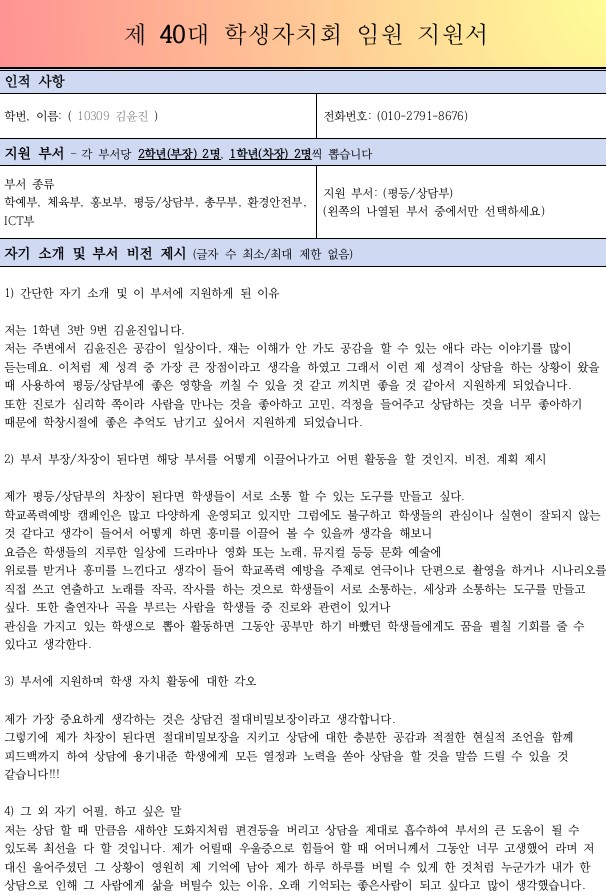 제 40대 학생자치회 임원 지원서
인적 사항
학번, 이름: ( 10309 김윤진 )
전화번호: (010-2791-8676)
지원 부서 - 각 부서당 2학년(부장) 2명, 1학년(차장) 2명씩 뽑습니다
부서 종류
학예부, 체육부, 홍보부, 평등/상담부, 총무부, 환경안전부,
ICT부
지원 부서: (평등/상담부)
(왼쪽의 나열된 부서 중에서만 선택하세요)
자기 소개 및 부서 비전 제시 (글자 수 최소/최대 제한 없음)
1) 간단한 자기 소개 및 이 부서에 지원하게 된 이유
저는 1학년 3반 9번 김윤진입니다.
저는 주변에서 김윤진은 공감이 일상이다, 쟤는 이해가 안 가도 공감을 할 수 있는 애다 라는 이야기를 많이
듣는데요. 이처럼 제 성격 중 가장 큰 장점이라고 생각을 하였고 그래서 이런 제 성격이 상담을 하는 상황이 왔을
때 사용하여 평등/상담부에 좋은 영향을 끼칠 수 있을 것 같고 끼치면 좋을 것 같아서 지원하게 되었습니다.
또한 진로가 심리학 쪽이라 사람을 만나는 것을 좋아하고 고민, 걱정을 들어주고 상담하는 것을 너무 좋아하기
때문에 학창시절에 좋은 추억도 남기고 싶어서 지원하게 되었습니다.
2) 부서 부장/차장이 된다면 해당 부서를 어떻게 이끌어나가고 어떤 활동을 할 것인지, 비전, 계획 제시
제가 평등/상담부의 차장이 된다면 학생들이 서로 소통 할 수 있는 도구를 만들고 싶다.
학교폭력예방 캠페인은 많고 다양하게 운영되고 있지만 그럼에도 불구하고 학생들의 관심이나 실현이 잘되지 않는
것 같다고 생각이 들어서 어떻게 하면 흥미를 이끌어 볼 수 있을까 생각을 해보니
요즘은 학생들의 지루한 일상에 드라마나 영화 또는 노래, 뮤지컬 등등 문화 예술에
위로를 받거나 흥미를 느낀다고 생각이 들어 학교폭력 예방을 주제로 연극이나 단편으로 촬영을 하거나 시나리오를
직접 쓰고 연출하고 노래를 작곡, 작사를 하는 것으로 학생들이 서로 소통하는, 세상과 소통하는 도구를 만들고
싶다. 또한 출연자나 곡을 부르는 사람을 학생들 중 진로와 관련이 있거나
관심을 가지고 있는 학생으로 뽑아 활동하면 그동안 공부만 하기 바빴던 학생들에게도 꿈을 펼칠 기회를 줄 수
있다고 생각한다.
3) 부서에 지원하며 학생 자치 활동에 대한 각오
제가 가장 중요하게 생각하는 것은 상담건 절대비밀보장이라고 생각합니다.
그렇기에 제가 차장이 된다면 절대비밀보장을 지키고 상담에 대한 충분한 공감과 적절한 현실적 조언을 함께
피드백까지 하여 상담에 용기내준 학생에게 모든 열정과 노력을 쏟아 상담을 할 것을 말씀 드릴 수 있을 것
같습니다!!!
4) 그 외 자기 어필, 하고 싶은 말
저는 상담 할 때 만큼을 새하얀 도화지처럼 편견등을 버리고 상담을 제대로 흡수하여 부서의 큰 도움이 될 수
있도록 최선을 다 할 것입니다. 제가 어릴때 우울증으로 힘들어 할 때 어머니께서 그동안 너무 고생했어 라며 저
대신 울어주셨던 그 상황이 영원히 제 기억에 남아 제가 하루 하루를 버틸 수 있게 한 것처럼 누군가가 내가 한
상담으로 인해 그 사람에게 삶을 버틸수 있는 이유, 오래 기억되는 좋은사람이 되고 싶다고 많이 생각했습니다.